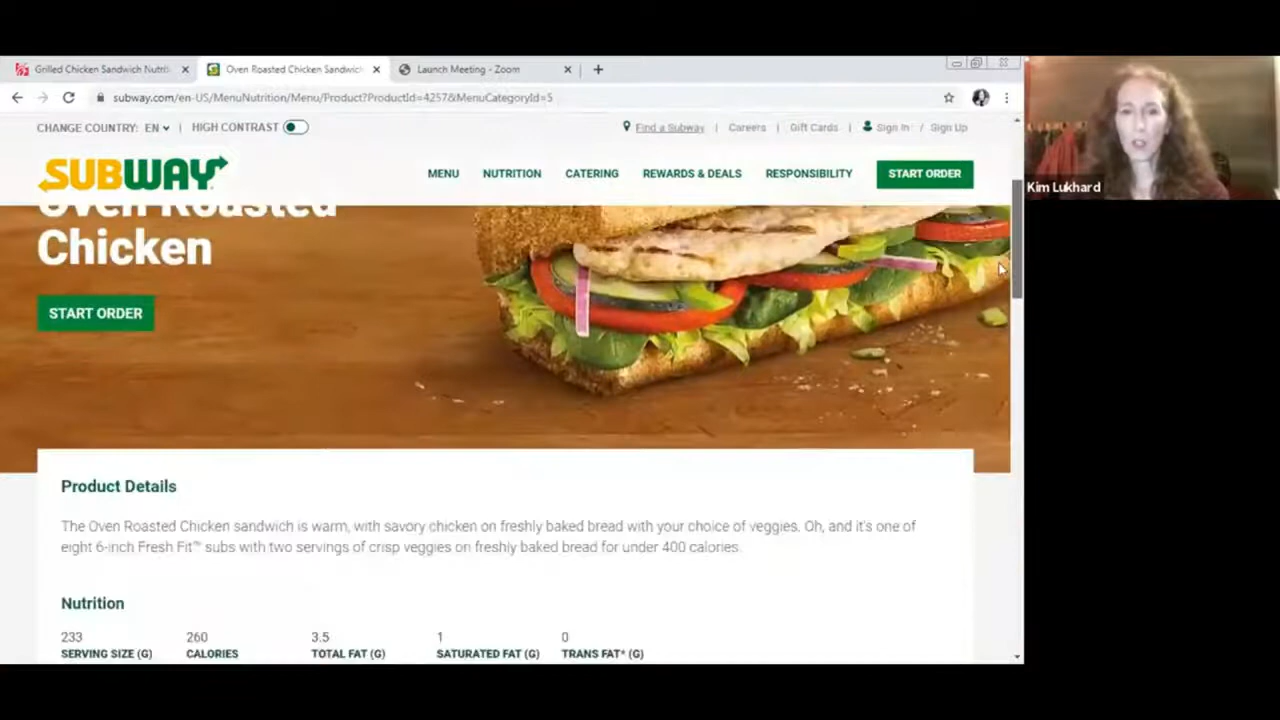 Grilled Chicken Sandwich Nutriti
Oven Roasted Chicken Sandwich
Launch Meeting - Zoom
subway.com/en-US/MenuNutrition/Menu/Product?ProductId=4257&MenuCategoryId=5
CHANGE COUNTRY: EN | HIGH CONTRAST
Find a Subway | Careers | Gift Cards | Sign In / Sign Up
SUBWAY
MENU NUTRITION CATERING REWARDS & DEALS RESPONSIBILITY START ORDER
Kim Lukhard
Oven Roasted
Chicken
START ORDER
Product Details
The Oven Roasted Chicken sandwich is warm, with savory chicken on freshly baked bread with your choice of veggies. Oh, and it's one of
eight 6-inch Fresh Fit™ subs with two servings of crisp veggies on freshly baked bread for under 400 calories.
Nutrition
233 260 3.5 1 0
SERVING SIZE (G) CALORIES TOTAL FAT (G) SATURATED FAT (G) TRANS FAT* (G)